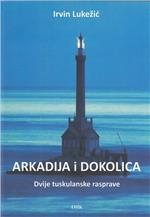 Irvin Lukežić
ARKADIJA i DOKOLICA
Dvije tuskulanske rasprave